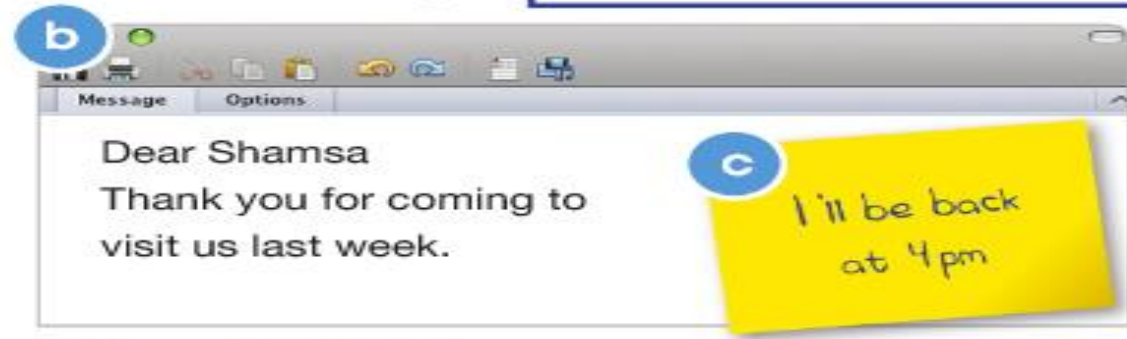 b
Message Options
Dear Shamsa
Thank you for coming to
visit us last week.
c
I'll be back
at 4pm